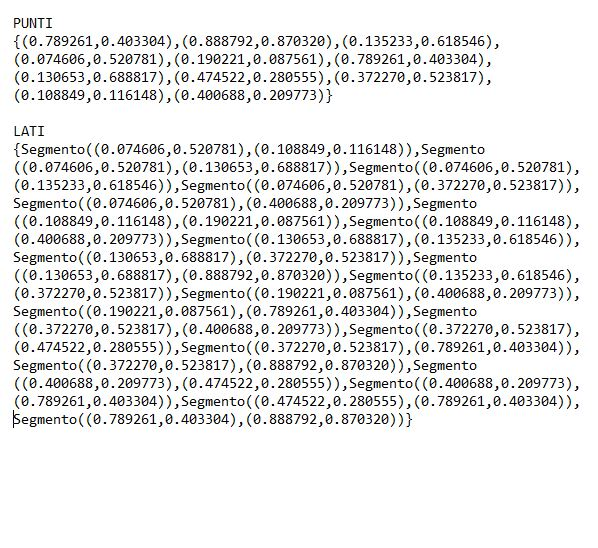 PUNTI
{(0.789261,0.403304),(0.888792,0.870320),(0.135233,0.618546),
(0.074606,0.520781),(0.190221,0.087561),(0.789261,0.403304),
(0.130653,0.688817),(0.474522,0.280555),(0.372270,0.523817),
(0.108849,0.116148),(0.400688,0.209773)}

LATI
{Segmento((0.074606,0.520781),(0.108849,0.116148)),Segmento
((0.074606,0.520781),(0.130653,0.688817)),Segmento((0.074606,0.520781),
(0.135233,0.618546)),Segmento((0.074606,0.520781),(0.372270,0.523817)),
Segmento((0.074606,0.520781),(0.400688,0.209773)),Segmento
((0.108849,0.116148),(0.190221,0.087561)),Segmento((0.108849,0.116148),
(0.400688,0.209773)),Segmento((0.130653,0.688817),(0.135233,0.618546)),
Segmento((0.130653,0.688817),(0.372270,0.523817)),Segmento
((0.130653,0.688817),(0.888792,0.870320)),Segmento((0.135233,0.618546),
(0.372270,0.523817)),Segmento((0.190221,0.087561),(0.400688,0.209773)),
Segmento((0.190221,0.087561),(0.789261,0.403304)),Segmento
((0.372270,0.523817),(0.400688,0.209773)),Segmento((0.372270,0.523817),
(0.474522,0.280555)),Segmento((0.372270,0.523817),(0.789261,0.403304)),
Segmento((0.372270,0.523817),(0.888792,0.870320)),Segmento
((0.400688,0.209773),(0.474522,0.280555)),Segmento((0.400688,0.209773),
(0.789261,0.403304)),Segmento((0.474522,0.280555),(0.789261,0.403304)),
Segmento((0.789261,0.403304),(0.888792,0.870320))}